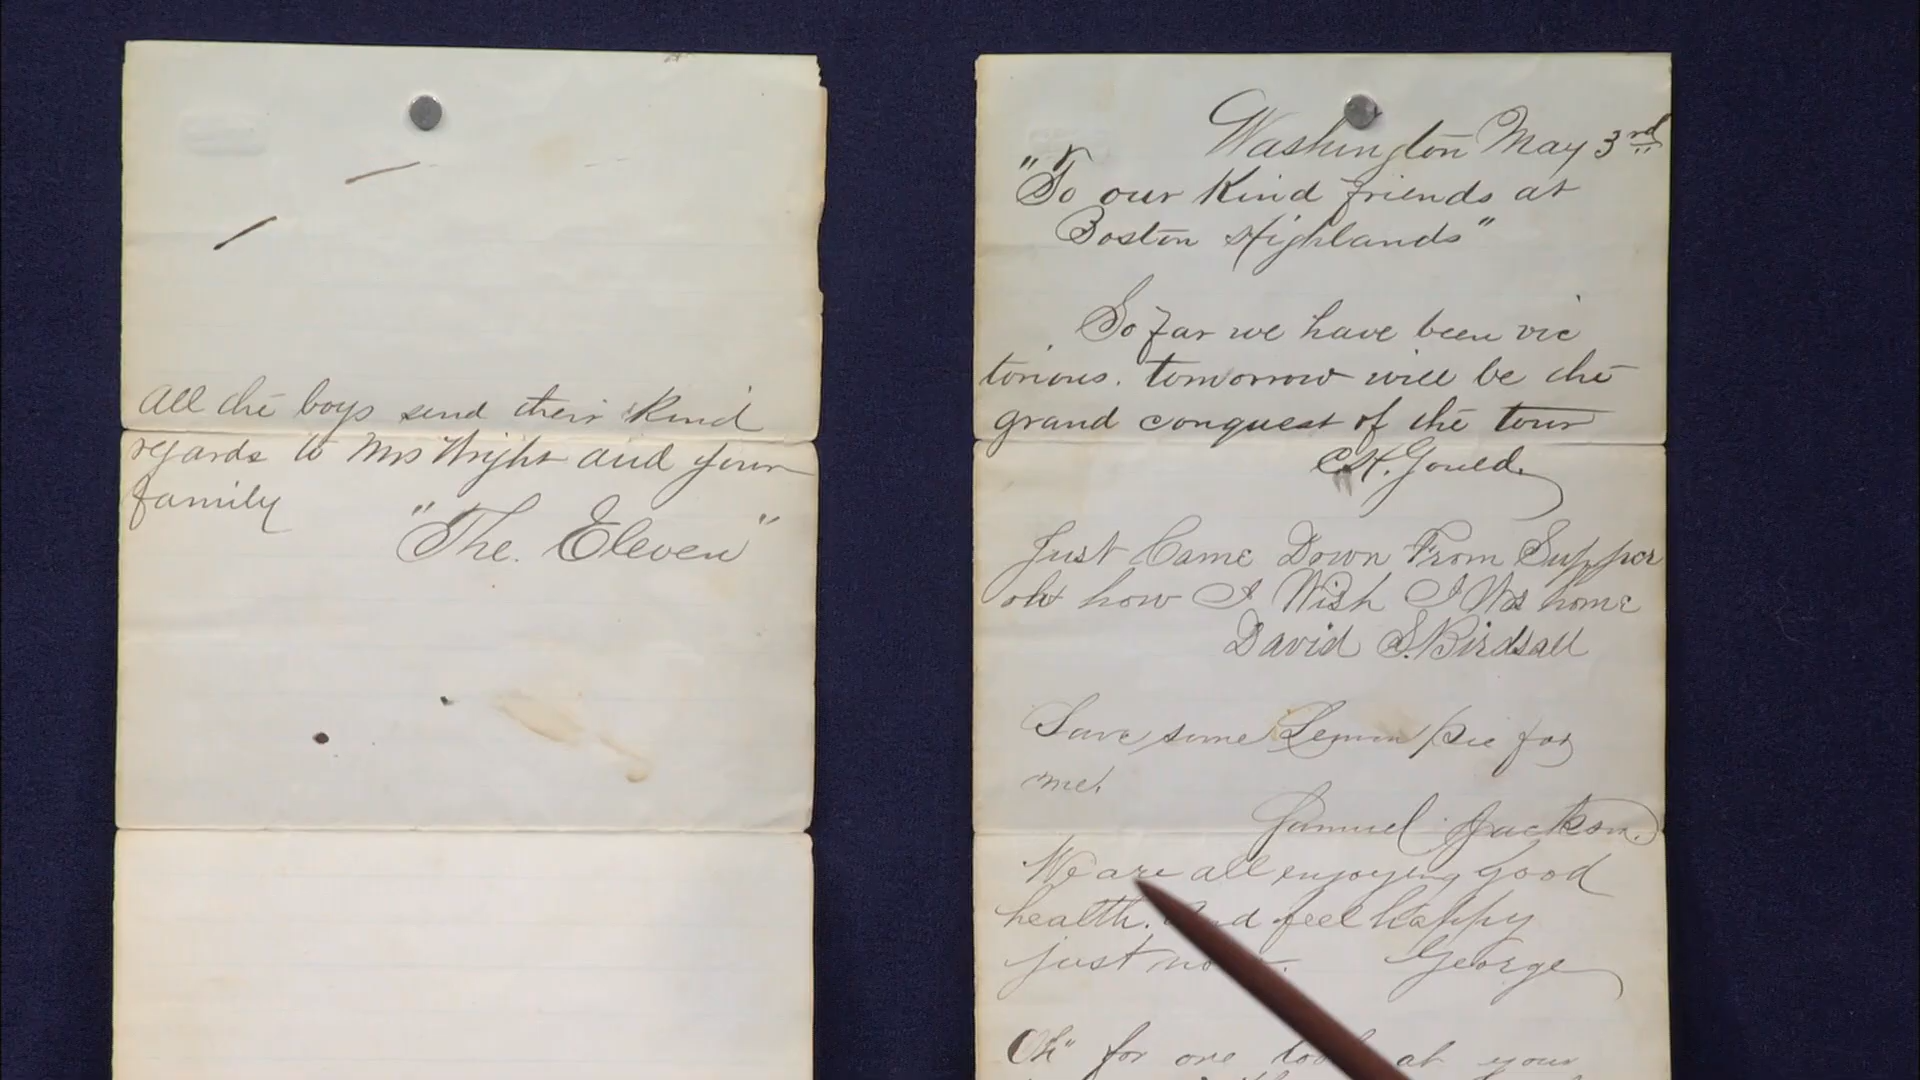 All the boys send their kind
regards to Mrs Wright and your
family
"The. Eleven"
Washington May 3rd
"To our Kind friends at
Boston Highlands"
So far we have been vic
torious. tomorrow will be the
grand conquest of the tour
C.H. Gould
Just Came Down From Supper
oh how I Wish I Was home
David S. Birdsall
Save some Lemon Pie for
me.
Samuel Jackson.
We are all enjoying good
health. And feel happy
just now. George
Oh" for one look at your